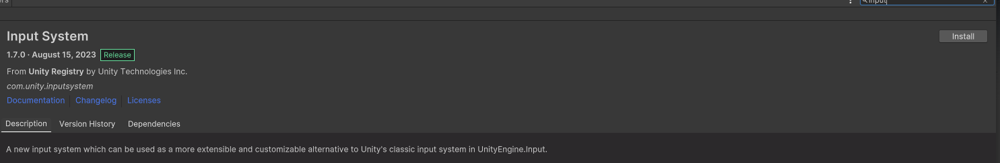 input
Input System
Install
1.7.0 · August 15, 2023 Release
From Unity Registry by Unity Technologies Inc.
com.unity.inputsystem
Documentation Changelog Licenses
Description Version History Dependencies
A new input system which can be used as a more extensible and customizable alternative to Unity's classic input system in UnityEngine.Input.